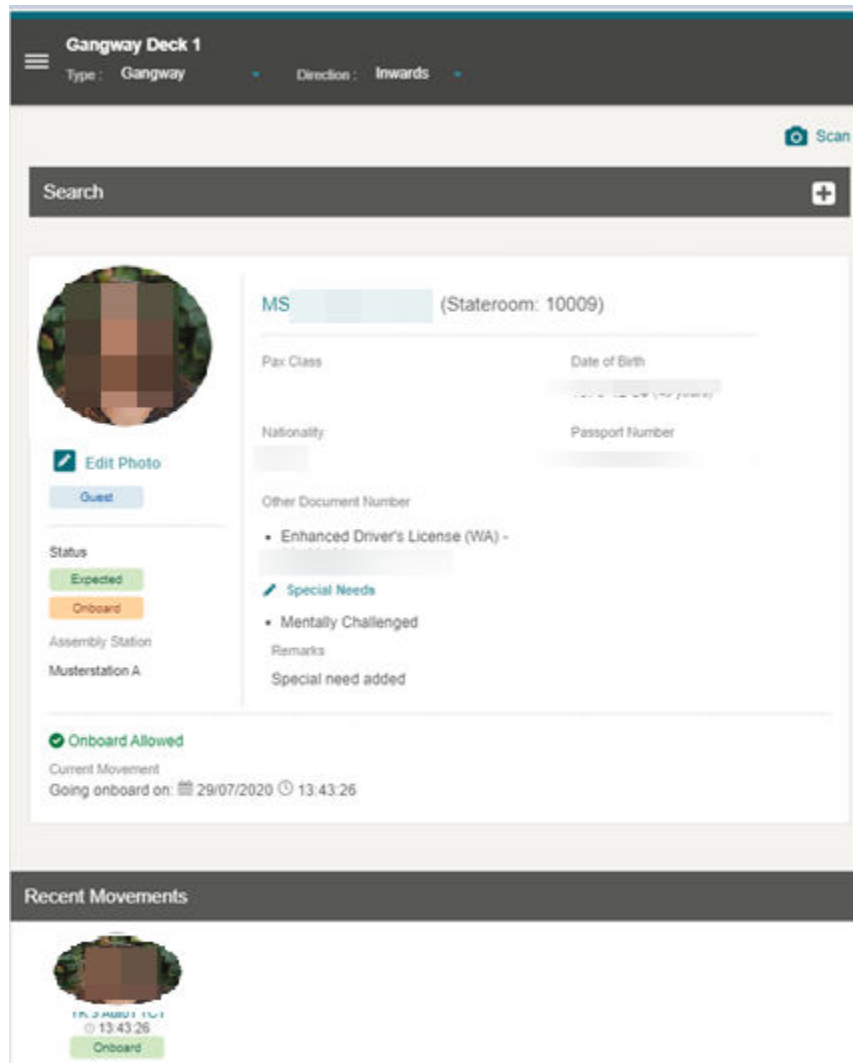 Gangway Deck 1
Type : Gangway Direction : Inwards
Scan
Search
MS (Stateroom: 10009)
Pax Class Date of Birth
Nationality Passport Number
Edit Photo
Guest
Other Document Number
• Enhanced Driver's License (WA) -
Status
Expected
Onboard
Special Needs
• Mentally Challenged
Assembly Station
Remarks
Musterstation A
Special need added
Onboard Allowed
Current Movement
Going onboard on: 29/07/2020 13:43:26
Recent Movements
13:43:26
Onboard